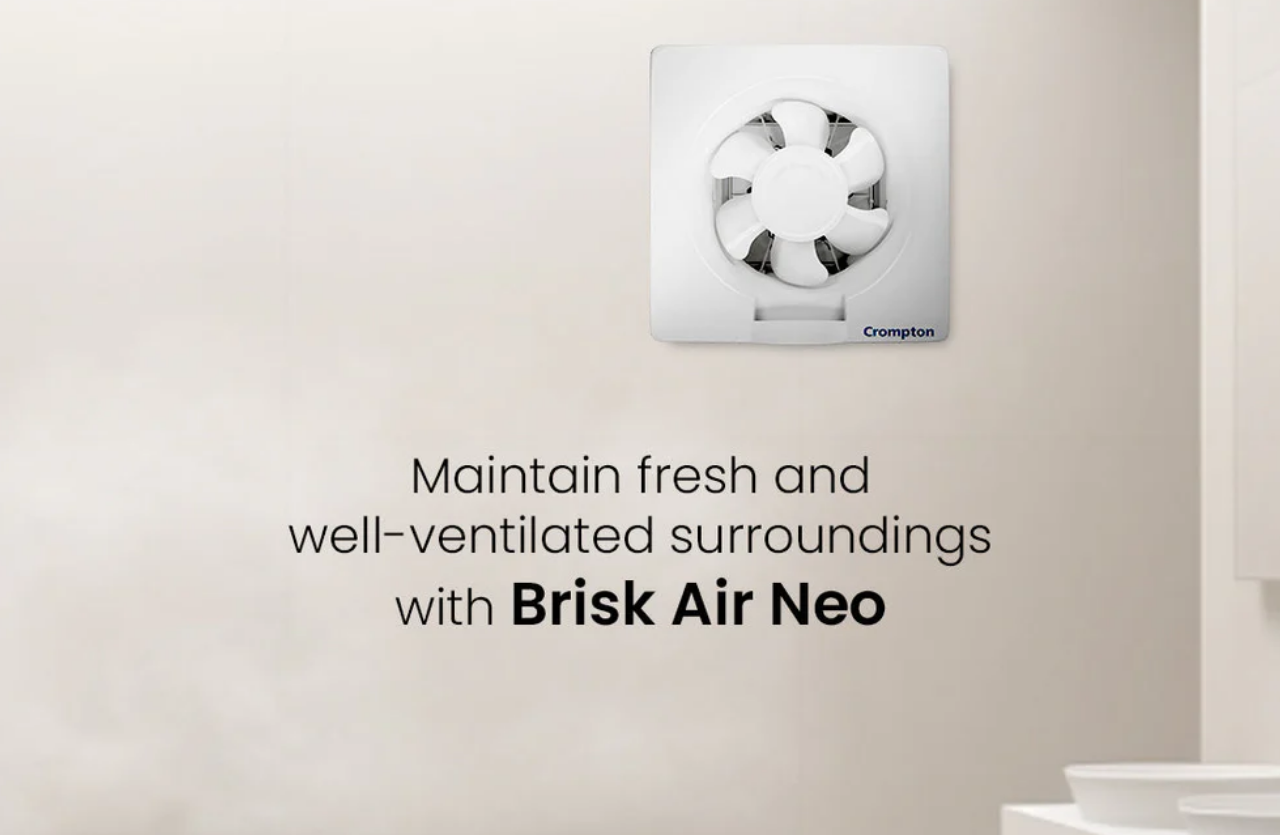 Crompton
Maintain fresh and
well-ventilated surroundings
with Brisk Air Neo